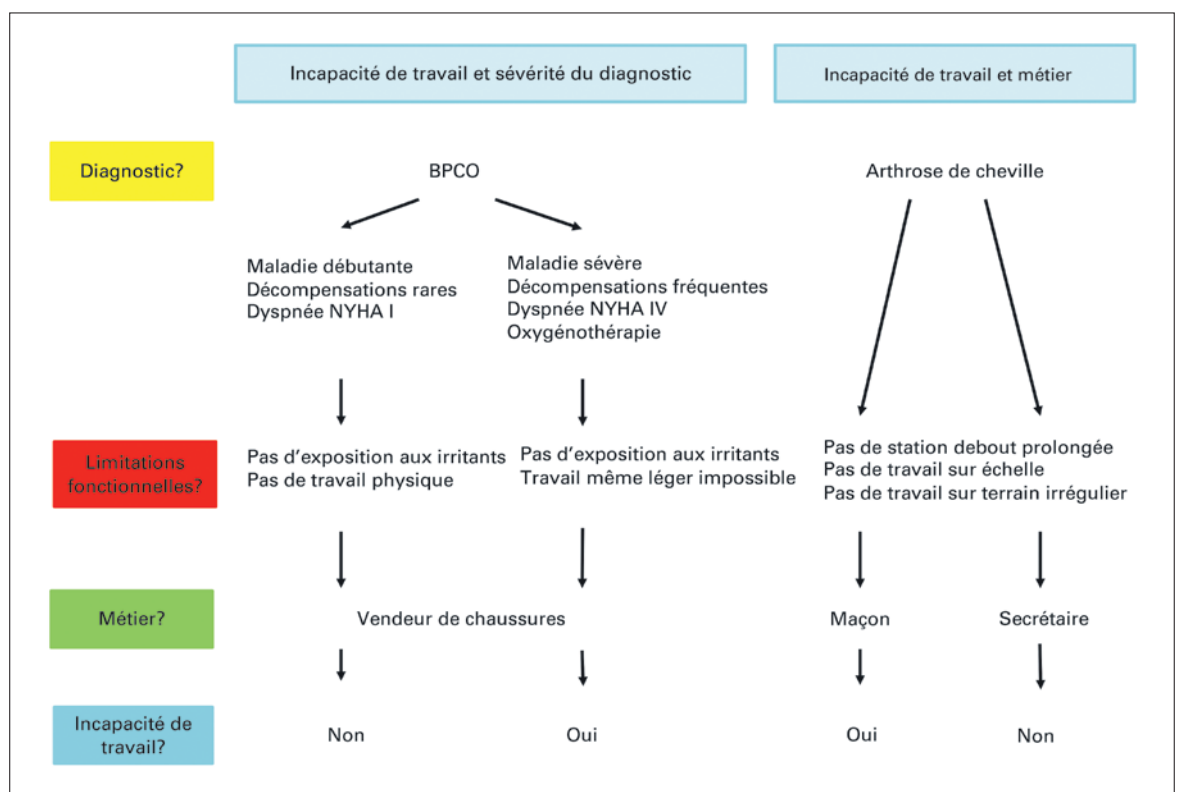 Incapacité de travail et sévérité du diagnostic
Incapacité de travail et métier
Diagnostic?
BPCO
Arthrose de cheville
Maladie débutante
Décompensations rares
Dyspnée NYHA I
Maladie sévère
Décompensations fréquentes
Dyspnée NYHA IV
Oxygénothérapie
Limitations
fonctionnelles?
Pas d'exposition aux irritants
Pas de travail physique
Pas d'exposition aux irritants
Travail même léger impossible
Pas de station debout prolongée
Pas de travail sur échelle
Pas de travail sur terrain irrégulier
Métier?
Vendeur de chaussures
Maçon
Secrétaire
Incapacité de
travail?
Non
Oui
Oui
Non